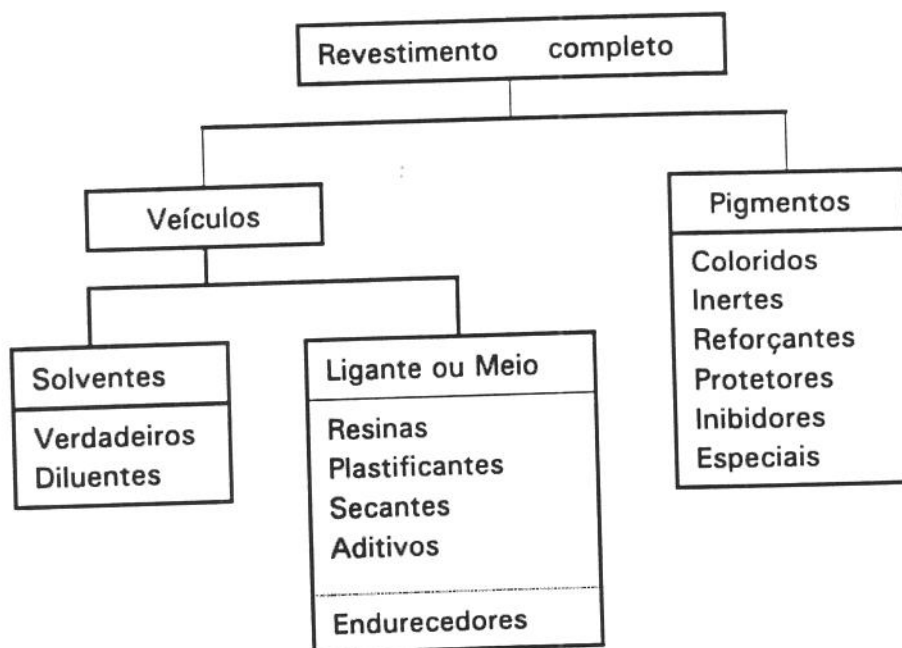 Revestimento completo
Veículos
Pigmentos
Coloridos
Inertes
Reforçantes
Protetores
Inibidores
Especiais
Solventes
Verdadeiros
Diluentes
Ligante ou Meio
Resinas
Plastificantes
Secantes
Aditivos
Endurecedores